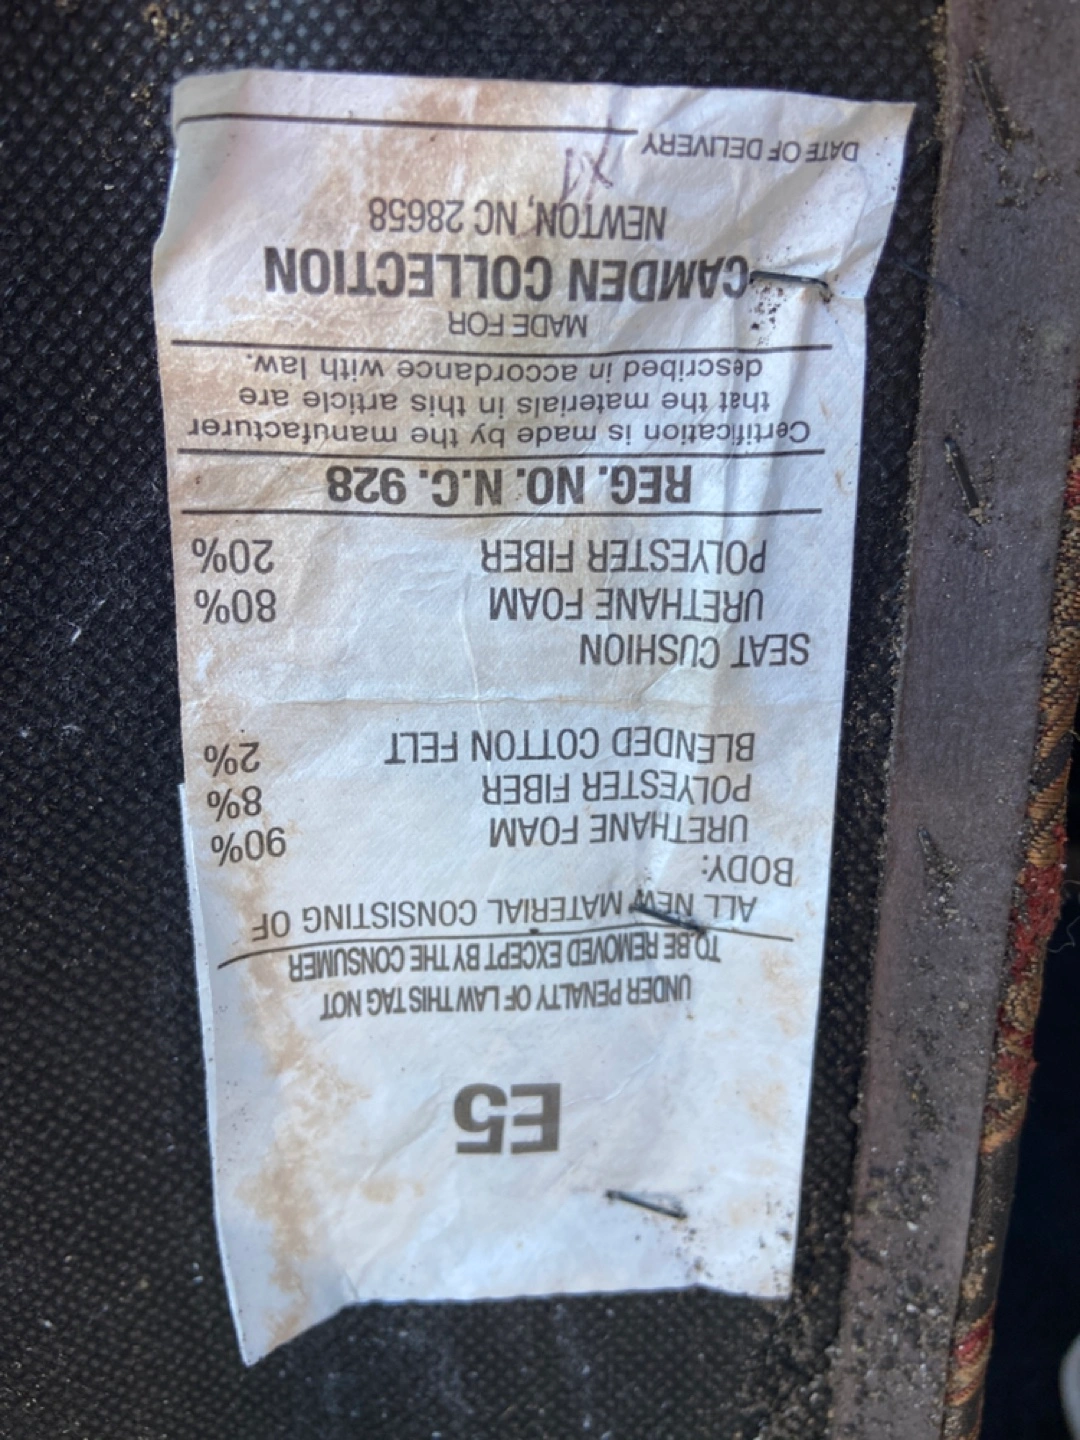 E5
UNDER PENALTY OF LAW THIS TAG NOT
TO BE REMOVED EXCEPT BY THE CONSUMER
ALL NEW MATERIAL CONSISTING OF
BODY:
URETHANE FOAM 90%
POLYESTER FIBER 8%
BLENDED COTTON FELT 2%
SEAT CUSHION
URETHANE FOAM 80%
POLYESTER FIBER 20%
REG. NO. N.C. 928
Certification is made by the manufacturer
that the materials in this article are
described in accordance with law.
MADE FOR
CAMDEN COLLECTION
NEWTON, NC 28658
DATE OF DELIVERY